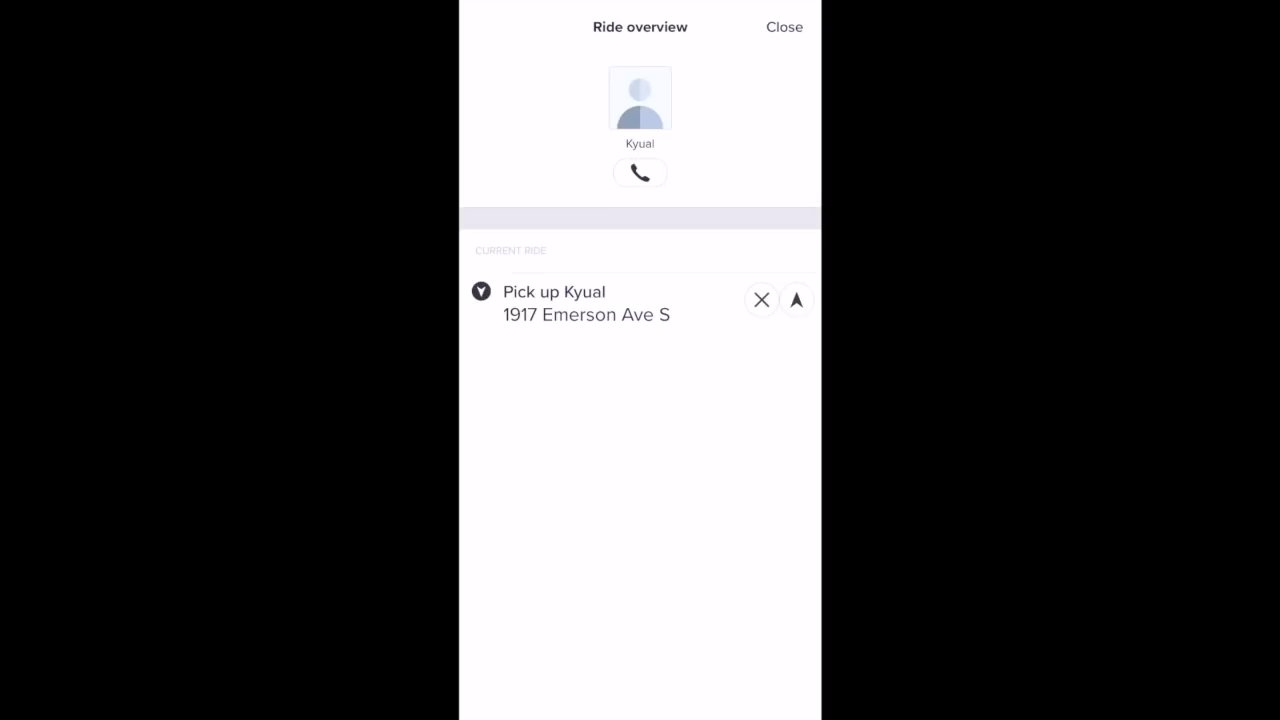 Ride overview
Close
Kyual
CURRENT RIDE
Pick up Kyual
1917 Emerson Ave S